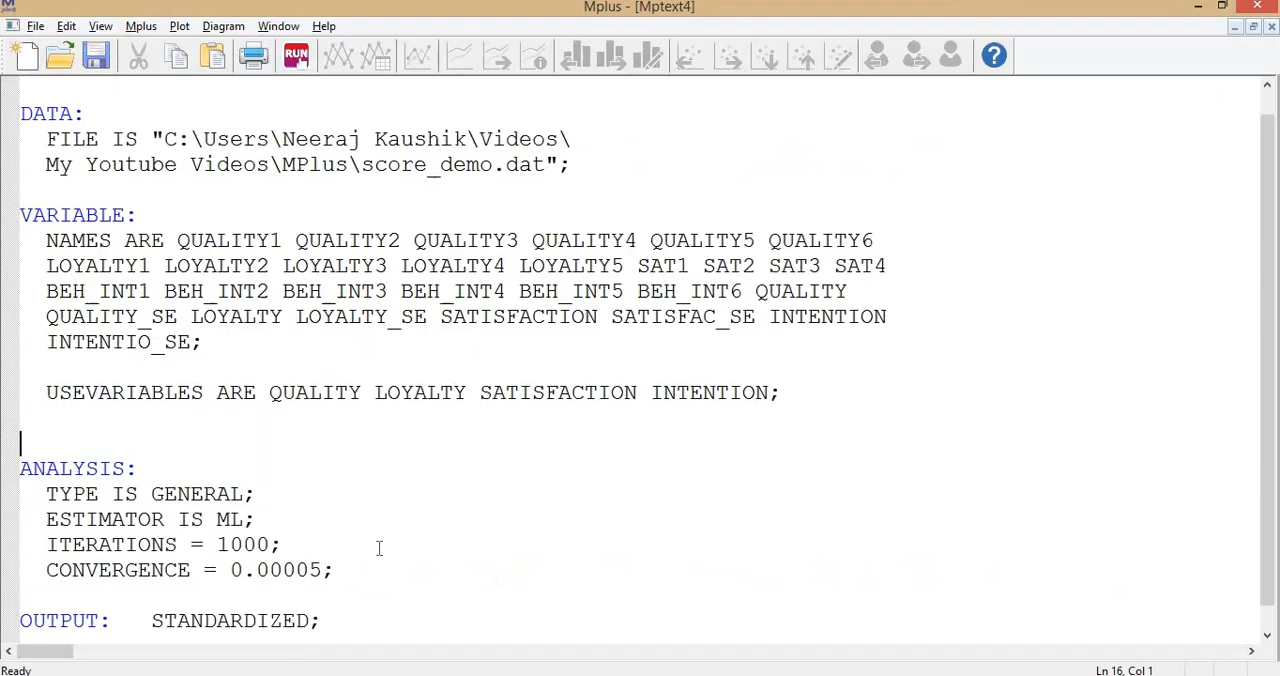 Mplus - [Mptext4]
File Edit View Mplus Plot Diagram Window Help
RUN
DATA:
FILE IS "C:\Users\Neeraj Kaushik\Videos\
My Youtube Videos\MPlus\score_demo.dat";
VARIABLE:
NAMES ARE QUALITY1 QUALITY2 QUALITY3 QUALITY4 QUALITY5 QUALITY6
LOYALTY1 LOYALTY2 LOYALTY3 LOYALTY4 LOYALTY5 SAT1 SAT2 SAT3 SAT4
BEH_INT1 BEH_INT2 BEH_INT3 BEH_INT4 BEH_INT5 BEH_INT6 QUALITY
QUALITY_SE LOYALTY LOYALTY_SE SATISFACTION SATISFAC_SE INTENTION
INTENTIO_SE;
USEVARIABLES ARE QUALITY LOYALTY SATISFACTION INTENTION;
ANALYSIS:
TYPE IS GENERAL;
ESTIMATOR IS ML;
ITERATIONS = 1000;
CONVERGENCE = 0.00005;
OUTPUT: STANDARDIZED;
Ready
Ln 16, Col 1